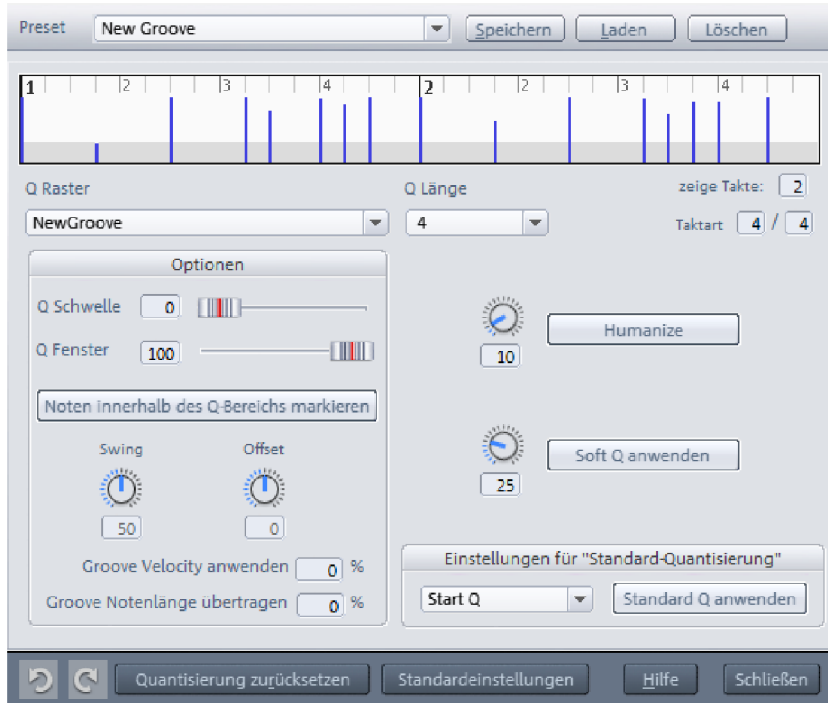 Preset New Groove Speichern Laden Löschen
1 2 3 4 2 2 3 4
Q Raster Q Länge zeige Takte: 2
NewGroove 4 Taktart 4 / 4
Optionen
Q Schwelle 0
Q Fenster 100
Humanize
10
Noten innerhalb des Q-Bereichs markieren
Swing Offset
50 0
Soft Q anwenden
25
Groove Velocity anwenden 0 %
Groove Notenlänge übertragen 0 %
Einstellungen für "Standard-Quantisierung"
Start Q Standard Q anwenden
Quantisierung zurücksetzen Standardeinstellungen Hilfe Schließen